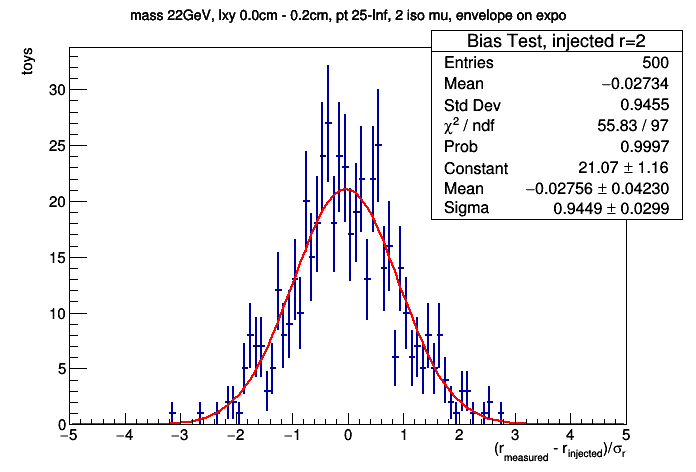 mass 22GeV, lxy 0.0cm - 0.2cm, pt 25-Inf, 2 iso mu, envelope on expo
toys
Bias Test, injected r=2
Entries 500
Mean −0.02734
Std Dev 0.9455
χ² / ndf 55.83 / 97
Prob 0.9997
Constant 21.07 ± 1.16
Mean −0.02756 ± 0.04230
Sigma 0.9449 ± 0.0299
30
25
20
15
10
5
0
−5 −4 −3 −2 −1 0 1 2 3 4 5
(r_measured - r_injected)/σ_r